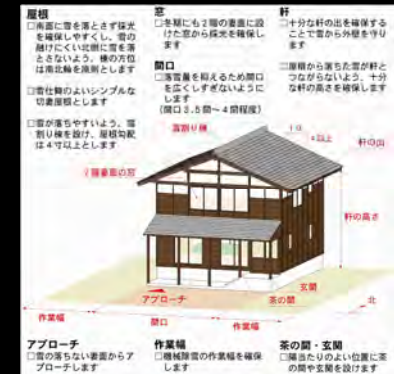 屋根
□南面に雪を落とさず採光
を確保しやすくし、雪の
融けにくい北側に雪を落
とさないよう、棟の方位
は南北軸を原則とします
□雪仕舞のよいシンプルな
切妻屋根とします
□雪が落ちやすいよう、雪
割り棟を設け、屋根勾配
は4寸以上とします
窓
□冬期にも2階の妻面に設
けた窓から採光を確保し
ます
間口
□落雪量を抑えるため間口
を広くしすぎないように
します
(間口3.5間〜4間程度)
軒
□十分な軒の出を確保する
ことで雪から外壁を守り
ます
□屋根から落ちた雪が軒と
つながらないよう、十分
な軒の高さを確保します
雪割り棟
10
4以上
軒の出
2階妻面の窓
軒の高さ
玄関
アプローチ
茶の間
北
作業幅
間口
作業幅
アプローチ
□雪の落ちない妻面からア
プローチします
作業幅
□機械除雪の作業幅を確保
します
茶の間・玄関
□陽当たりのよい位置に茶
の間や玄関を設けます